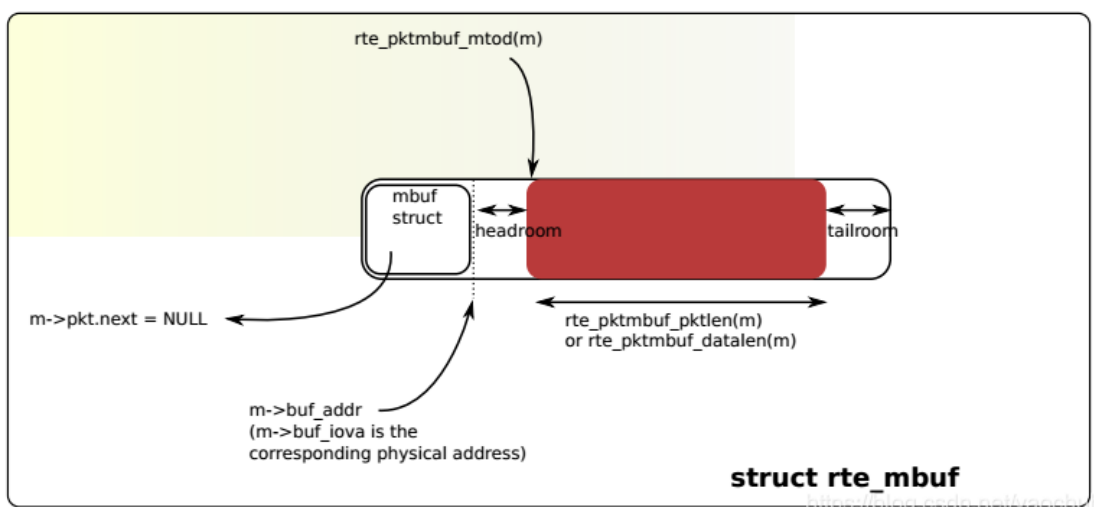 rte_pktmbuf_mtod(m)
mbuf
struct
headroom
tailroom
m->pkt.next = NULL
rte_pktmbuf_pktlen(m)
or rte_pktmbuf_datalen(m)
m->buf_addr
(m->buf_iova is the
corresponding physical address)
struct rte_mbuf